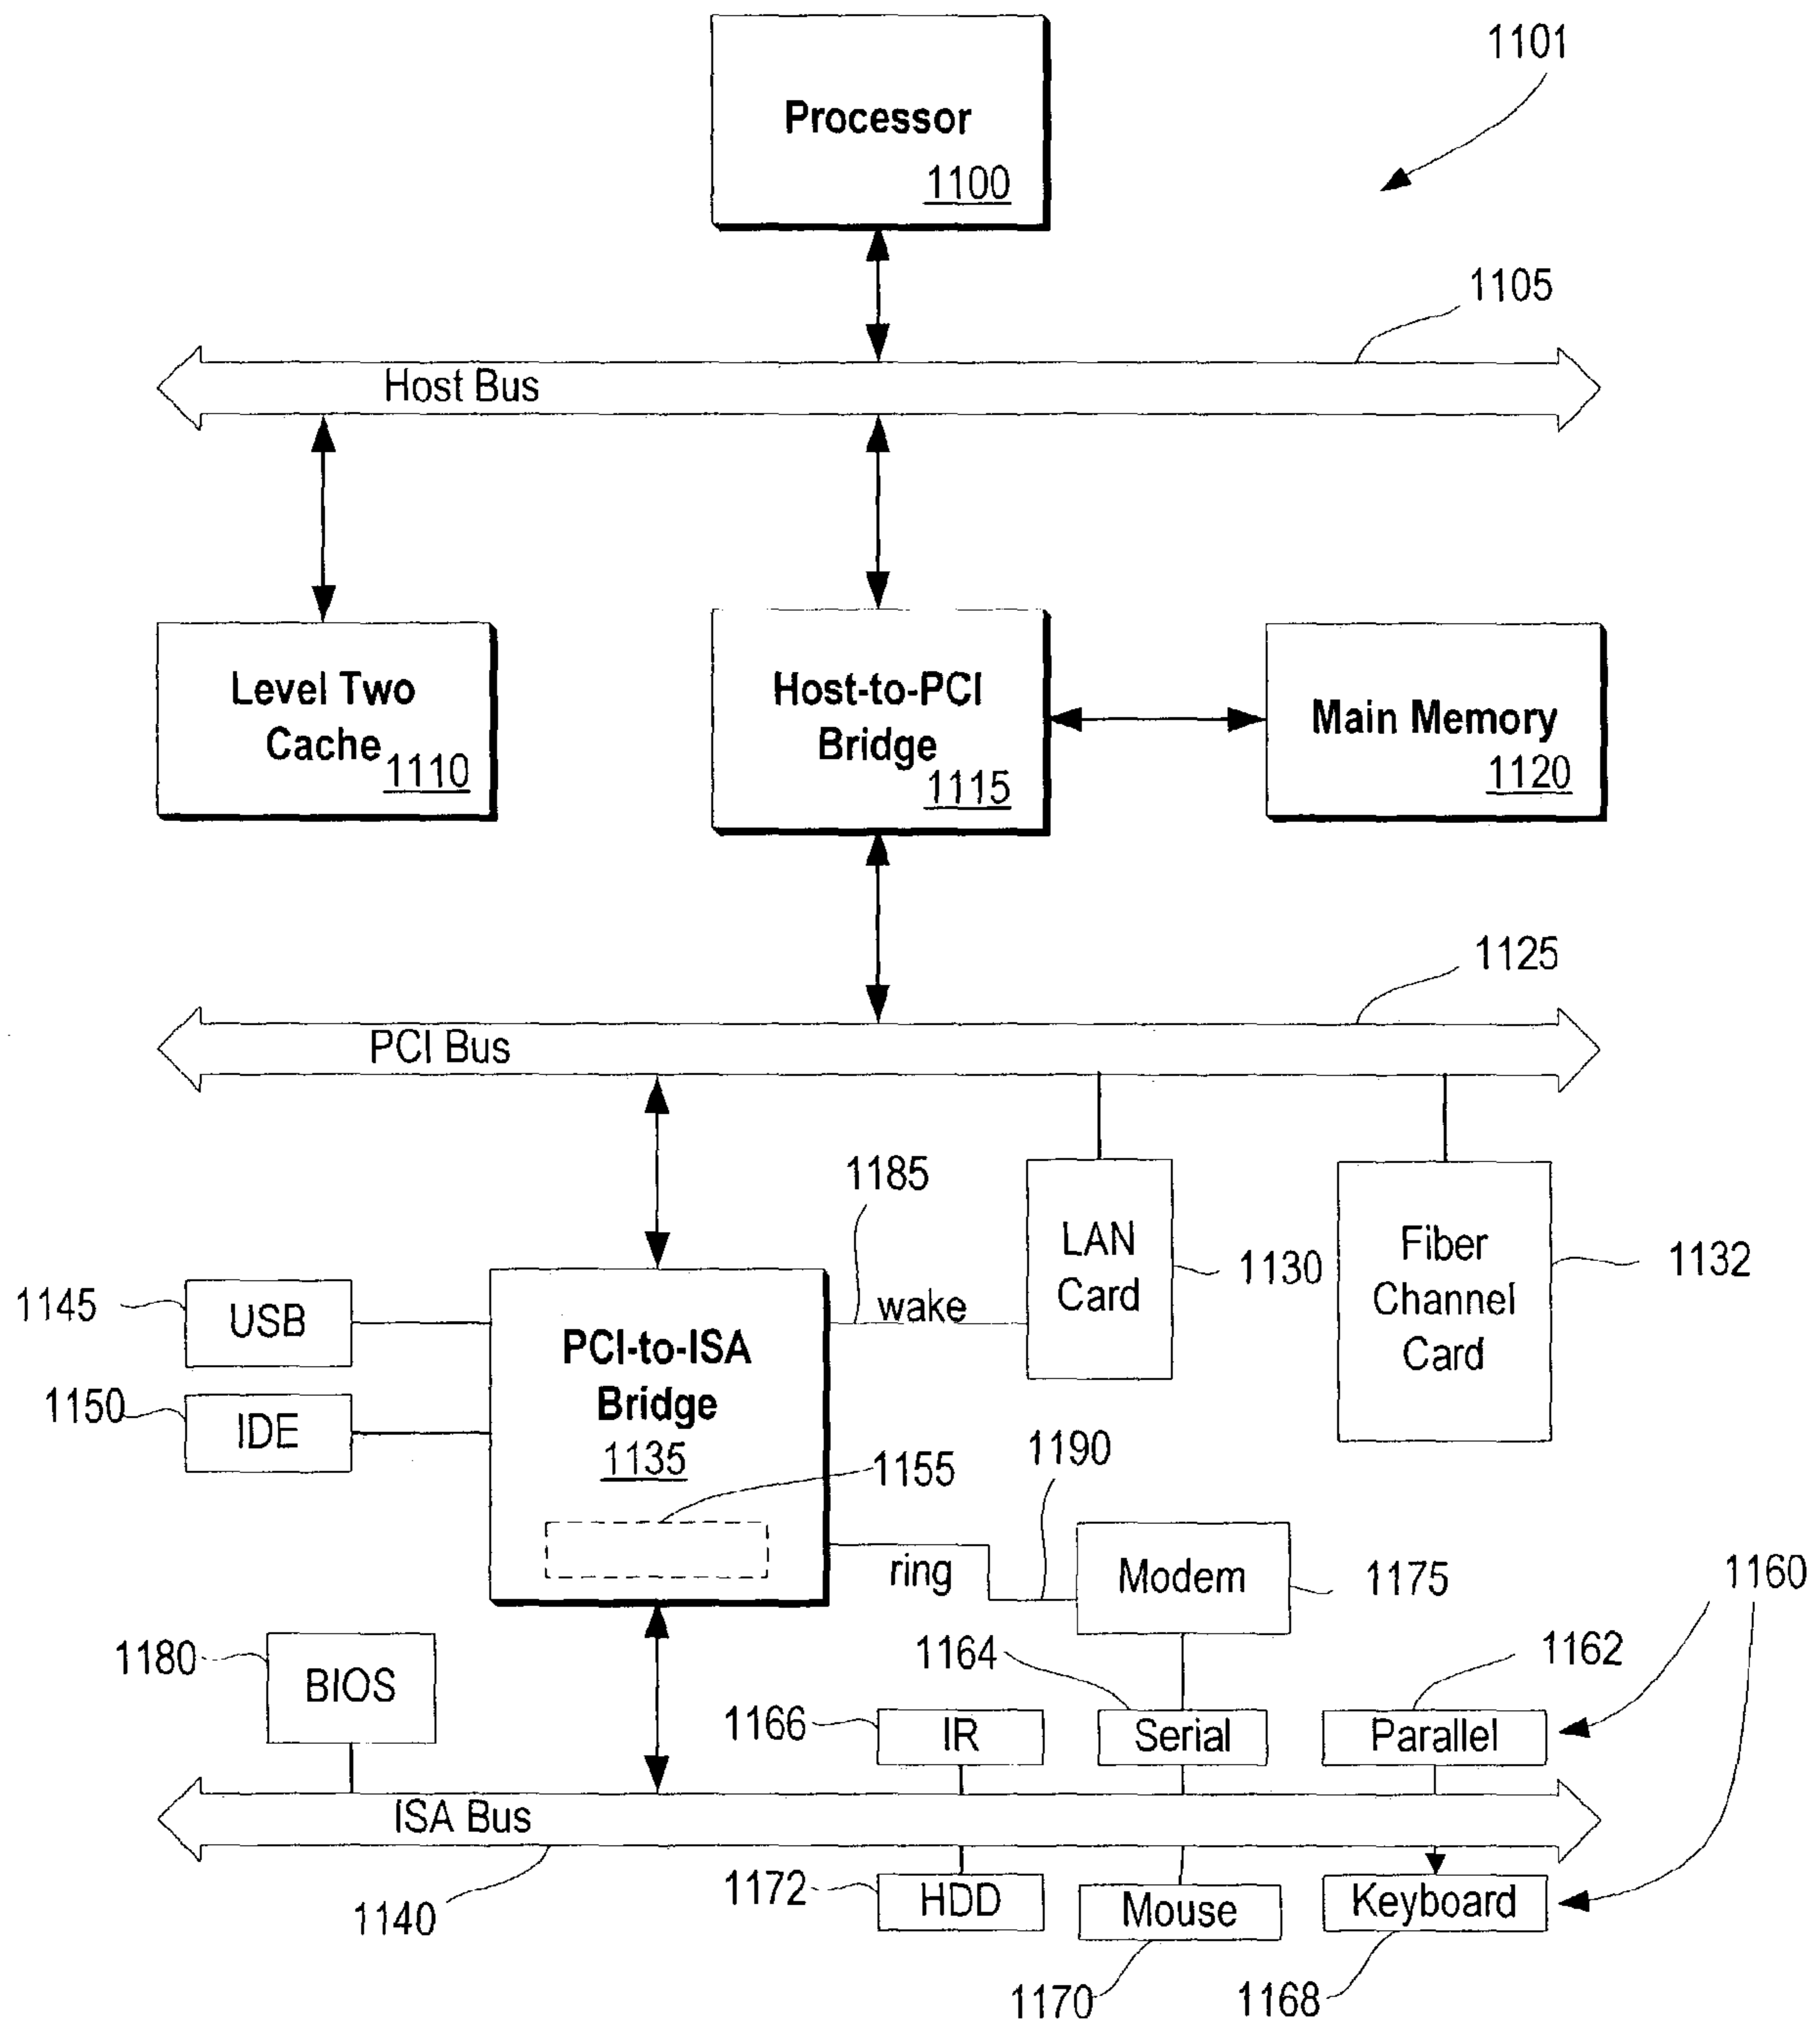 1101
Processor
1100
1105
Host Bus
Level Two
Cache
1110
Host-to-PCI
Bridge
1115
Main Memory
1120
1125
PCI Bus
1185
LAN
Card
1130
Fiber
Channel
Card
1132
1145
USB
wake
PCI-to-ISA
Bridge
1135
1150
IDE
1155
1190
ring
Modem
1175
1160
1180
BIOS
1164
1162
1166
IR
Serial
Parallel
ISA Bus
1140
1172
HDD
Mouse
Keyboard
1170
1168